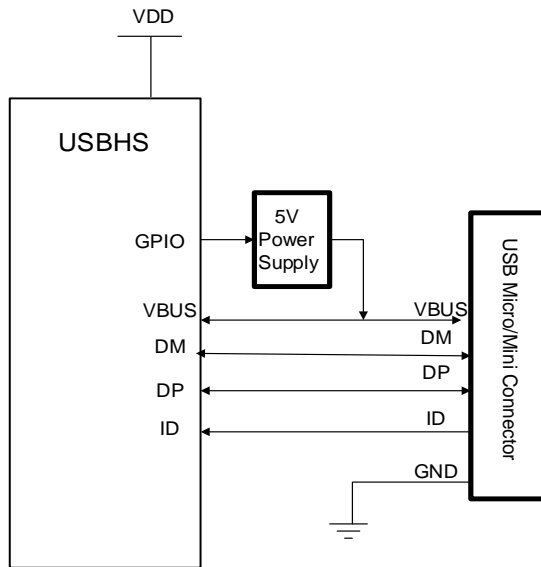 VDD
USBHS
5V
Power
Supply
GPIO
VBUS
VBUS
DM
DM
DP
DP
ID
ID
GND
USB Micro/Mini Connector